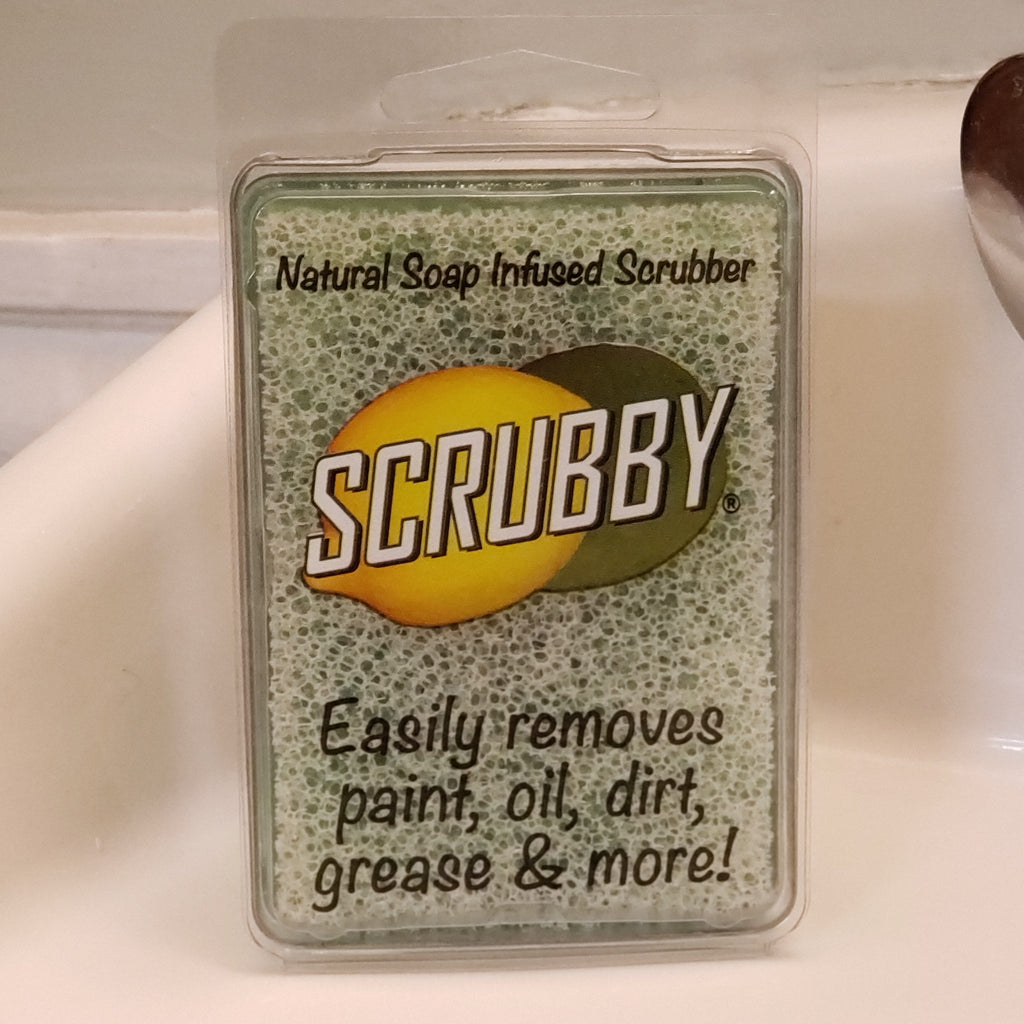 Natural Soap Infused Scrubber
SCRUBBY®
Easily removes
paint, oil, dirt,
grease & more!